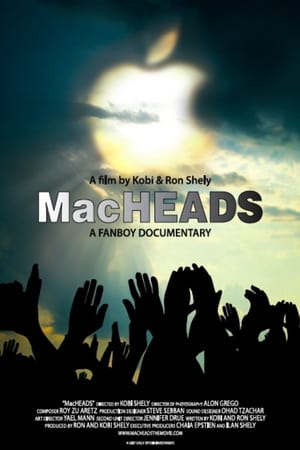 A film by Kobi & Ron Shely
MacHEADS
A FANBOY DOCUMENTARY
"MacHEADS" DIRECTED BY KOBI SHELY DIRECTOR OF PHOTOGRAPHY ALON GREGO
COMPOSER ROY ZU ARETZ PRODUCTION DESIGNER STEVE SERBAN SOUND DESIGNER OHAD TZACHAR
ART DIRECTOR YAEL MANN SECOND UNIT DIRECTOR JENNIFER DRUE WRITTEN BY KOBI AND RON SHELY
PRODUCED BY RON AND KOBI SHELY EXECUTIVE PRODUCERS CHAIA EPSTIEN AND ILAN SHELY
WWW.MACHEADSTHEMOVIE.COM